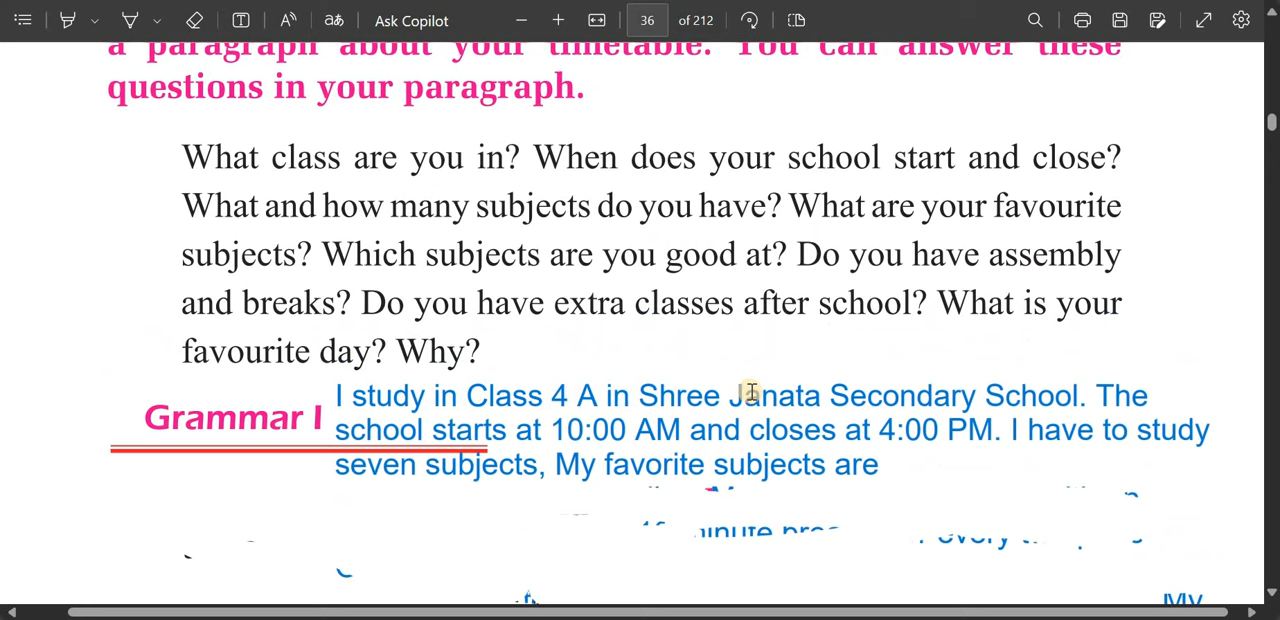 Ask Copilot
36 of 212
a paragraph about your timetable. You can answer these
questions in your paragraph.
What class are you in? When does your school start and close?
What and how many subjects do you have? What are your favourite
subjects? Which subjects are you good at? Do you have assembly
and breaks? Do you have extra classes after school? What is your
favourite day? Why?
Grammar I
I study in Class 4 A in Shree Janata Secondary School. The
school starts at 10:00 AM and closes at 4:00 PM. I have to study
seven subjects, My favorite subjects are
minute
every
My